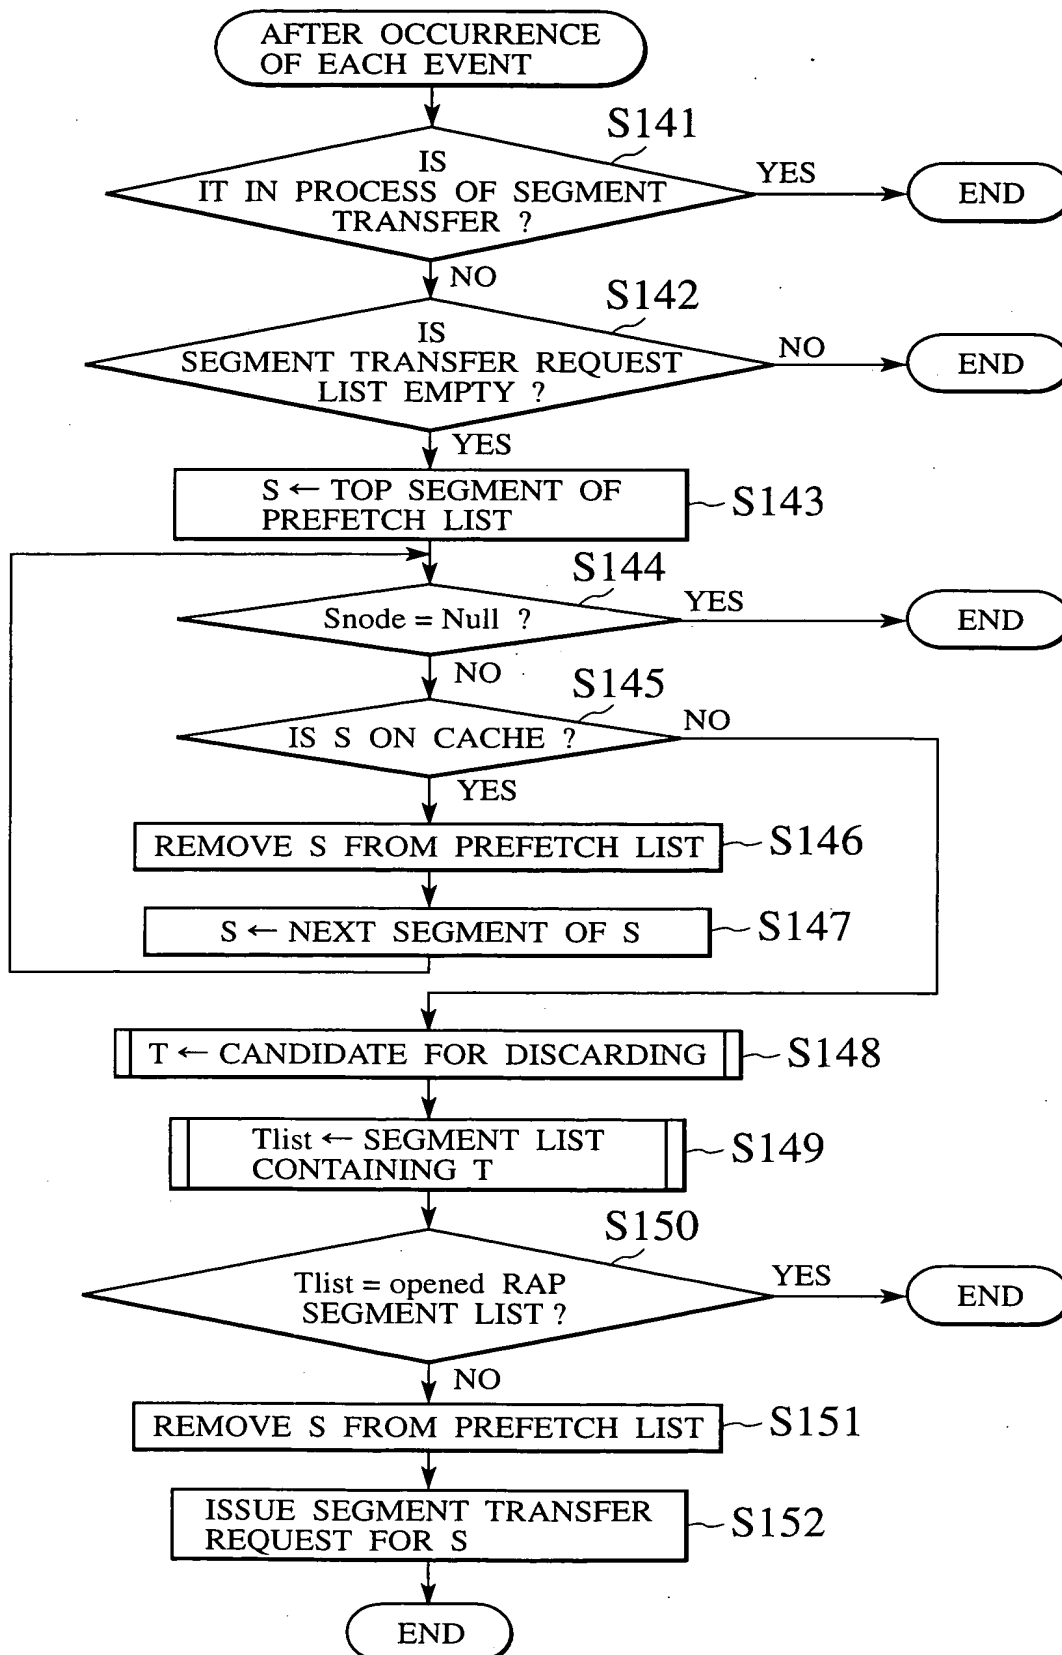 AFTER OCCURRENCE
OF EACH EVENT
S141
IS
IT IN PROCESS OF SEGMENT
TRANSFER ?
YES
END
NO
S142
IS
SEGMENT TRANSFER REQUEST
LIST EMPTY ?
NO
END
YES
S ← TOP SEGMENT OF
PREFETCH LIST
S143
S144
Snode = Null ?
YES
END
NO
S145
IS S ON CACHE ?
NO
YES
REMOVE S FROM PREFETCH LIST
S146
S ← NEXT SEGMENT OF S
S147
T ← CANDIDATE FOR DISCARDING
S148
Tlist ← SEGMENT LIST
CONTAINING T
S149
S150
Tlist = opened RAP
SEGMENT LIST ?
YES
END
NO
REMOVE S FROM PREFETCH LIST
S151
ISSUE SEGMENT TRANSFER
REQUEST FOR S
S152
END